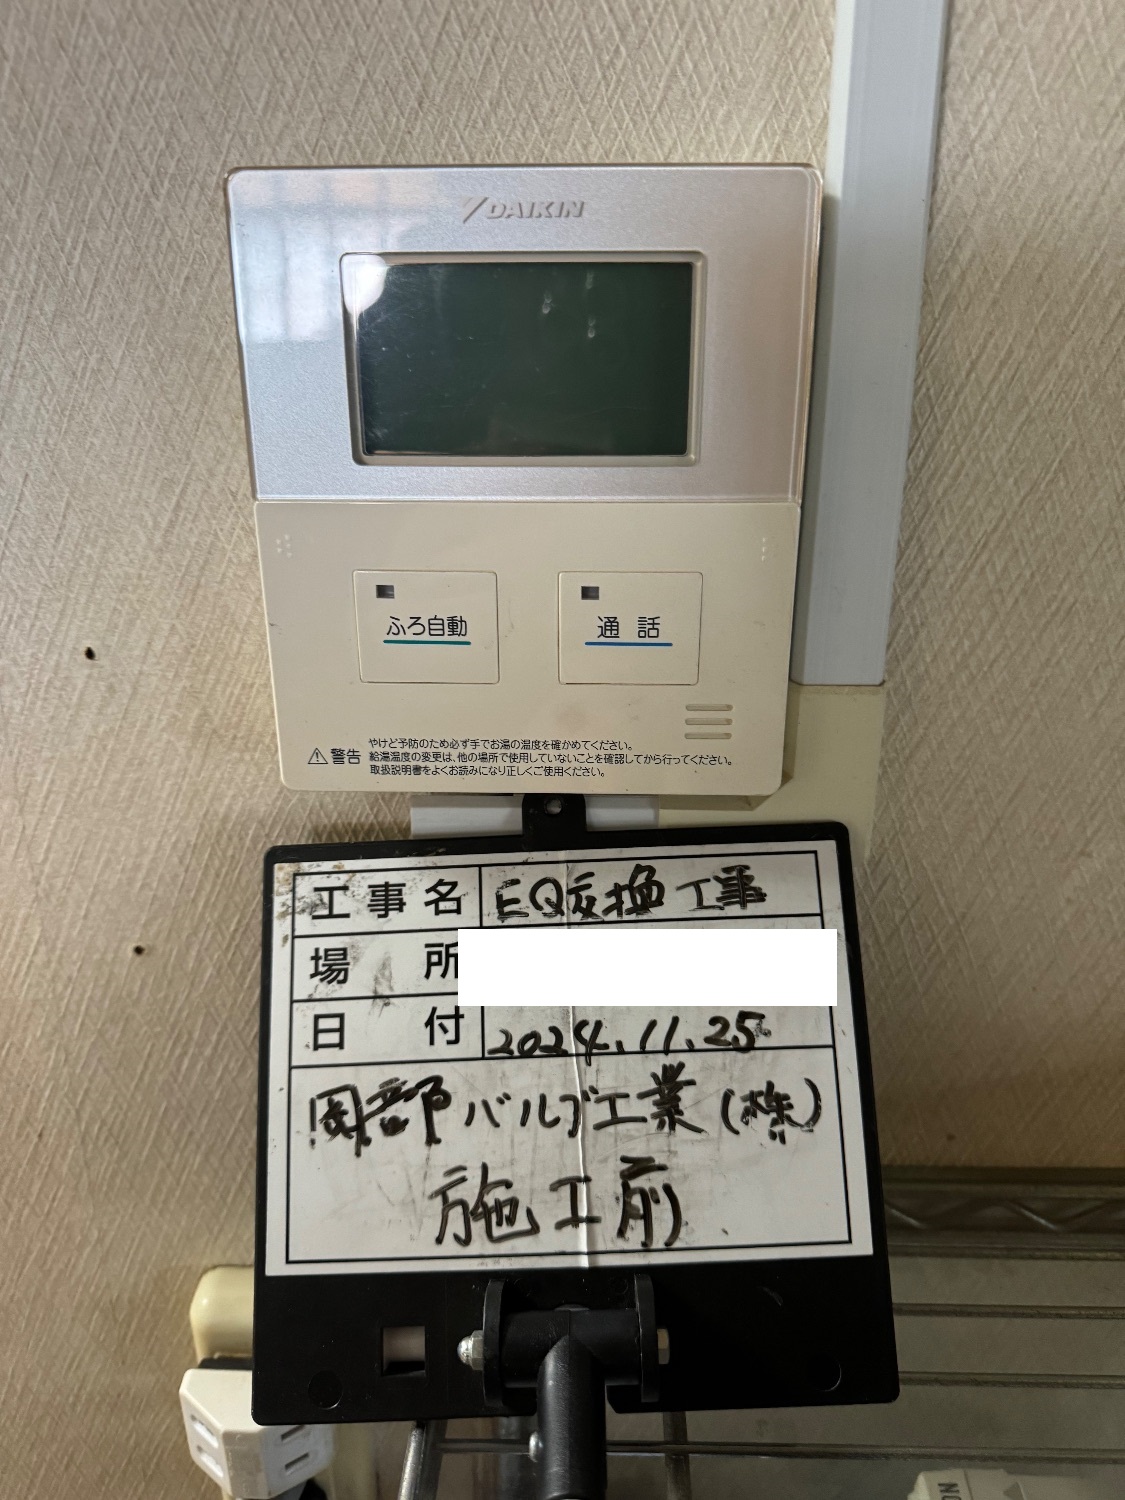 DAIKIN
ふろ自動
通話
警告
やけど予防のため必ず手でお湯の温度を確かめてください。
給湯温度の変更は、他の場所で使用していないことを確認してから行ってください。
取扱説明書をよくお読みになり正しくご使用ください。
工事名 EQ交換工事
場所
日付 2024.11.25
岡部バルブ工業(株)
施工前